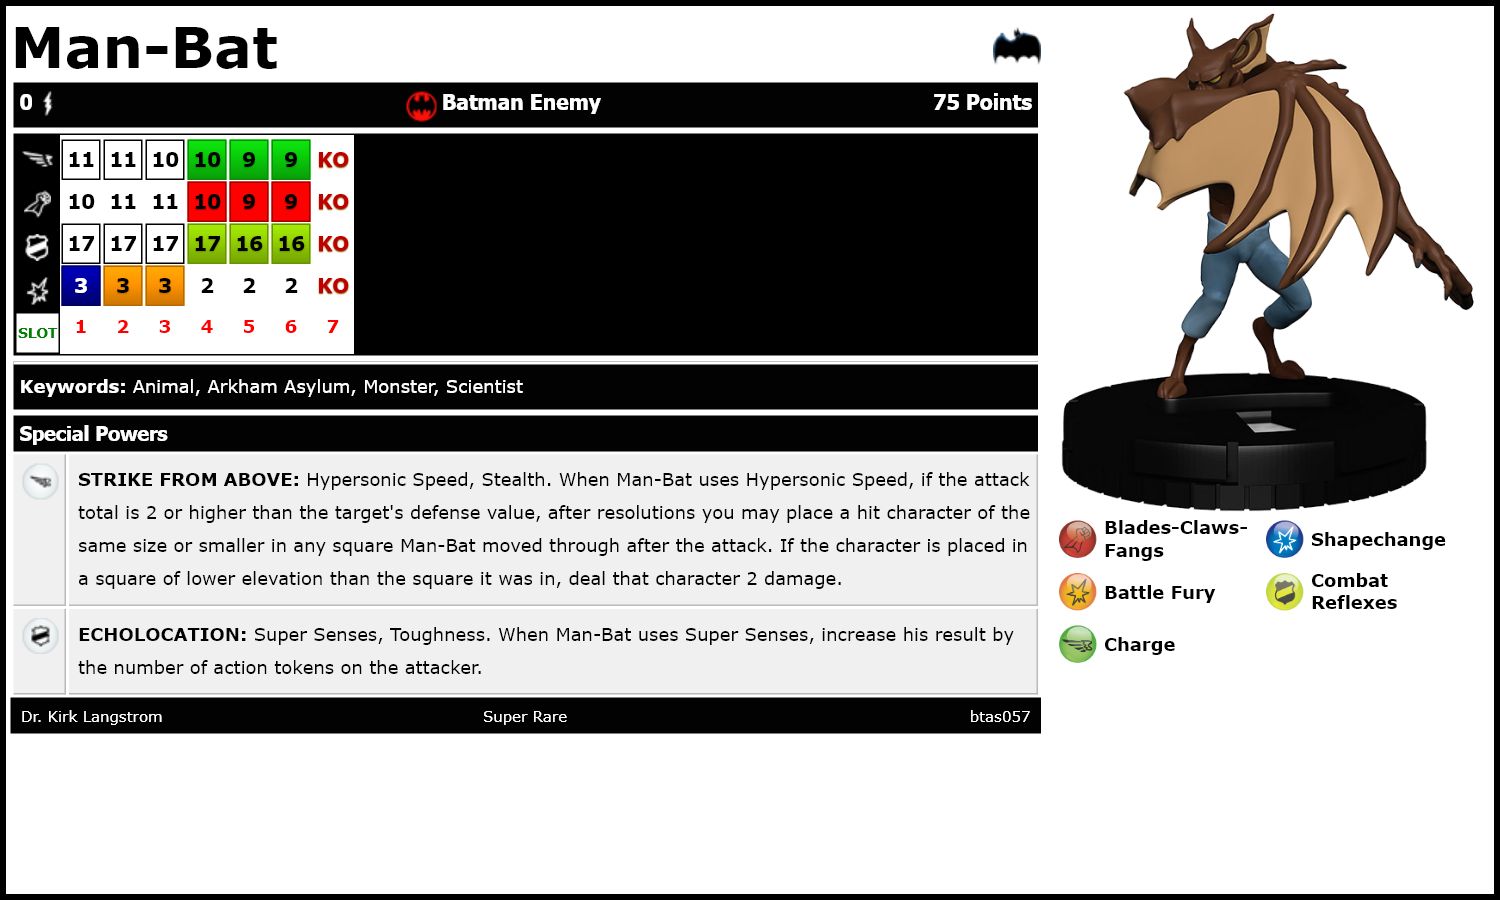 Man-Bat
0 Batman Enemy 75 Points
11 11 10 10 9 9 KO
10 11 11 10 9 9 KO
17 17 17 17 16 16 KO
3 3 3 2 2 2 KO
SLOT 1 2 3 4 5 6 7
Keywords: Animal, Arkham Asylum, Monster, Scientist
Special Powers
STRIKE FROM ABOVE: Hypersonic Speed, Stealth. When Man-Bat uses Hypersonic Speed, if the attack
total is 2 or higher than the target's defense value, after resolutions you may place a hit character of the
same size or smaller in any square Man-Bat moved through after the attack. If the character is placed in
a square of lower elevation than the square it was in, deal that character 2 damage.
ECHOLOCATION: Super Senses, Toughness. When Man-Bat uses Super Senses, increase his result by
the number of action tokens on the attacker.
Dr. Kirk Langstrom Super Rare btas057
Blades-Claws-
Fangs
Shapechange
Battle Fury
Combat
Reflexes
Charge